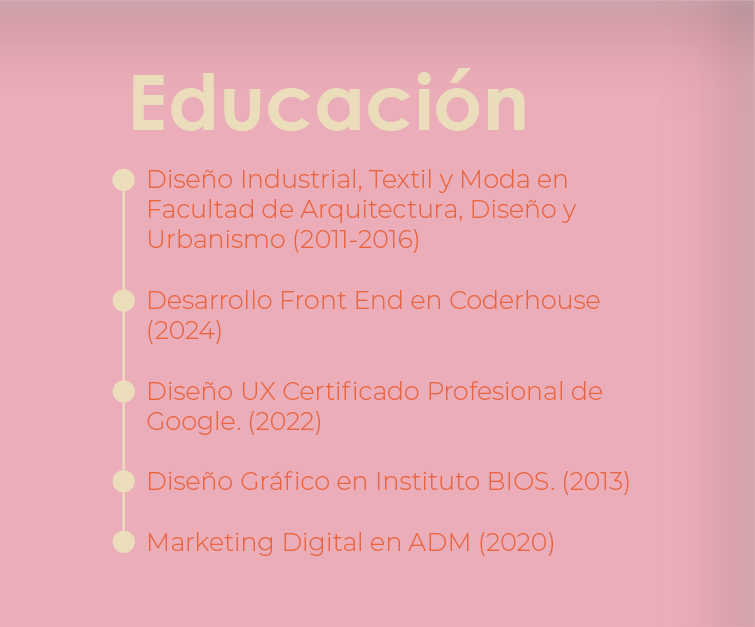 Educación
Diseño Industrial, Textil y Moda en
Facultad de Arquitectura, Diseño y
Urbanismo (2011-2016)
Desarrollo Front End en Coderhouse
(2024)
Diseño UX Certificado Profesional de
Google. (2022)
Diseño Gráfico en Instituto BIOS. (2013)
Marketing Digital en ADM (2020)